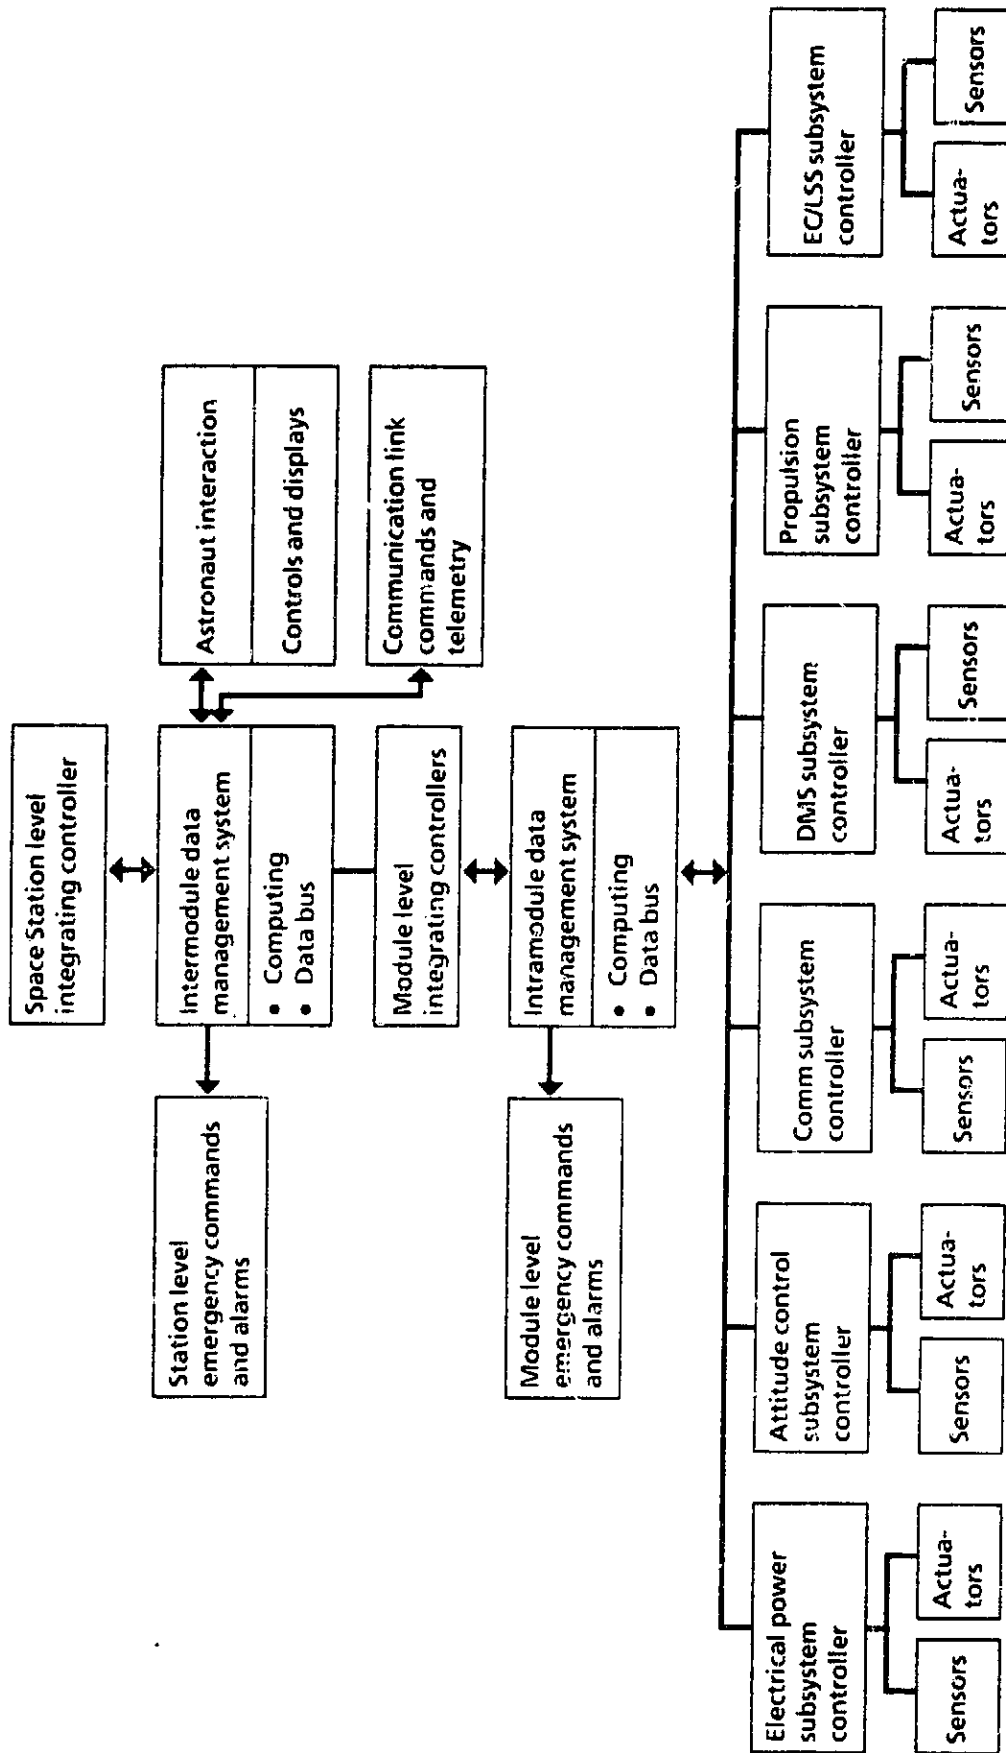 Space Station level
integrating controller
Station level
emergency commands
and alarms
Intermodule data
management system
• Computing
• Data bus
Astronaut interaction
Controls and displays
Module level
integrating controllers
Communication link
commands and
telemetry
Module level
emergency commands
and alarms
Intramodule data
management system
• Computing
• Data bus
Electrical power
subsystem
controller
Attitude control
subsystem
controller
Comm subsystem
controller
DMS subsystem
controller
Propulsion
subsystem
controller
EC/LSS subsystem
controller
Sensors
Actua-
tors
Sensors
Actua-
tors
Sensors
Actua-
tors
Actua-
tors
Sensors
Actua-
tors
Sensors
Actua-
tors
Sensors